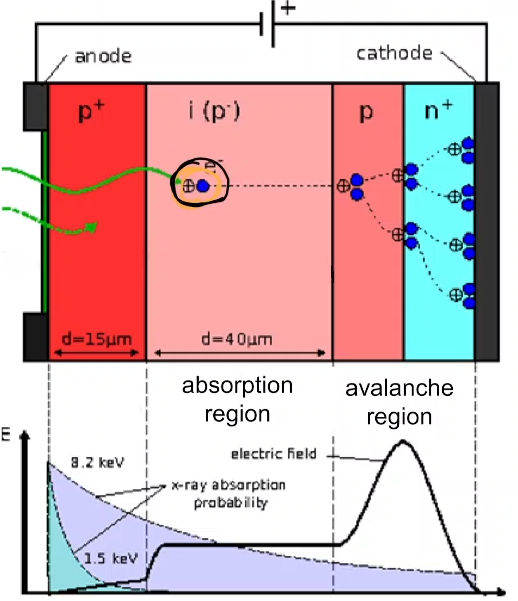 +
anode
cathode
p+
i (p-)
p
n+
d=15μm
d=40μm
absorption
region
avalanche
region
E
electric field
8.2 keV
x-ray absorption
probability
1.5 keV